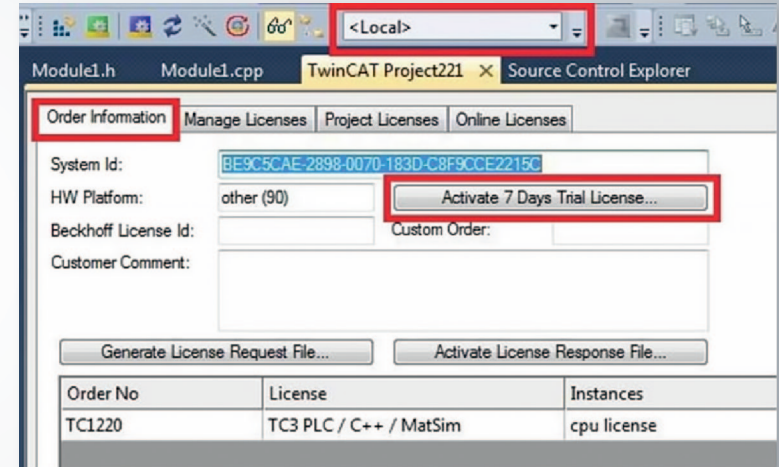 <Local>
Module1.h Module1.cpp TwinCAT Project221 Source Control Explorer
Order Information Manage Licenses Project Licenses Online Licenses
System Id: BE9C5CAE-2898-0070-183D-C8F9CCE2215C
HW Platform: other (90) Activate 7 Days Trial License...
Beckhoff License Id: Custom Order:
Customer Comment:
Generate License Request File... Activate License Response File...
Order No License Instances
TC1220 TC3 PLC / C++ / MatSim cpu license